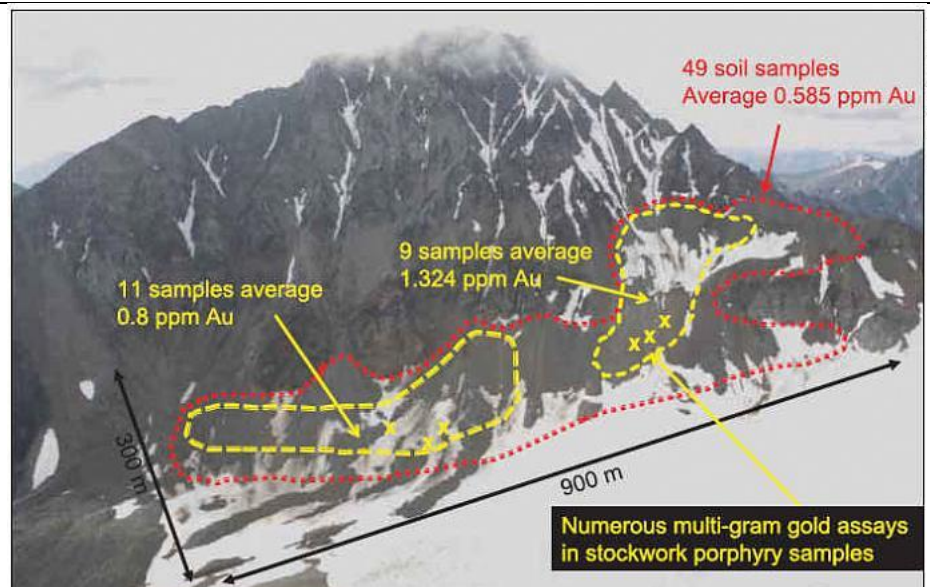 49 soil samples
Average 0.585 ppm Au
9 samples average
1.324 ppm Au
11 samples average
0.8 ppm Au
x
x x
x
x x
300 m
900 m
Numerous multi-gram gold assays
in stockwork porphyry samples